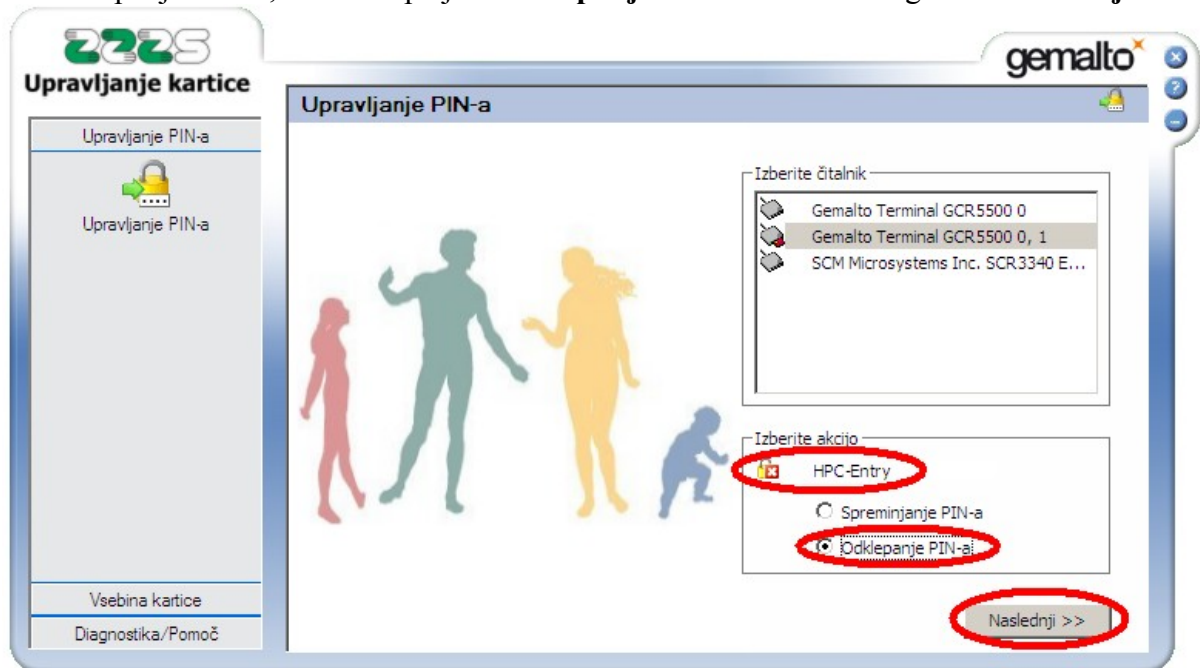 ZZZS
gemalto
Upravljanje kartice
Upravljanje PIN-a
Upravljanje PIN-a
Upravljanje PIN-a
Izberite čitalnik
Gemalto Terminal GCR5500 0
Gemalto Terminal GCR5500 0, 1
SCM Microsystems Inc. SCR3340 E...
Izberite akcijo
HPC-Entry
Spreminjanje PIN-a
Odklepanje PIN-a
Vsebina kartice
Diagnostika/Pomoč
Naslednji >>